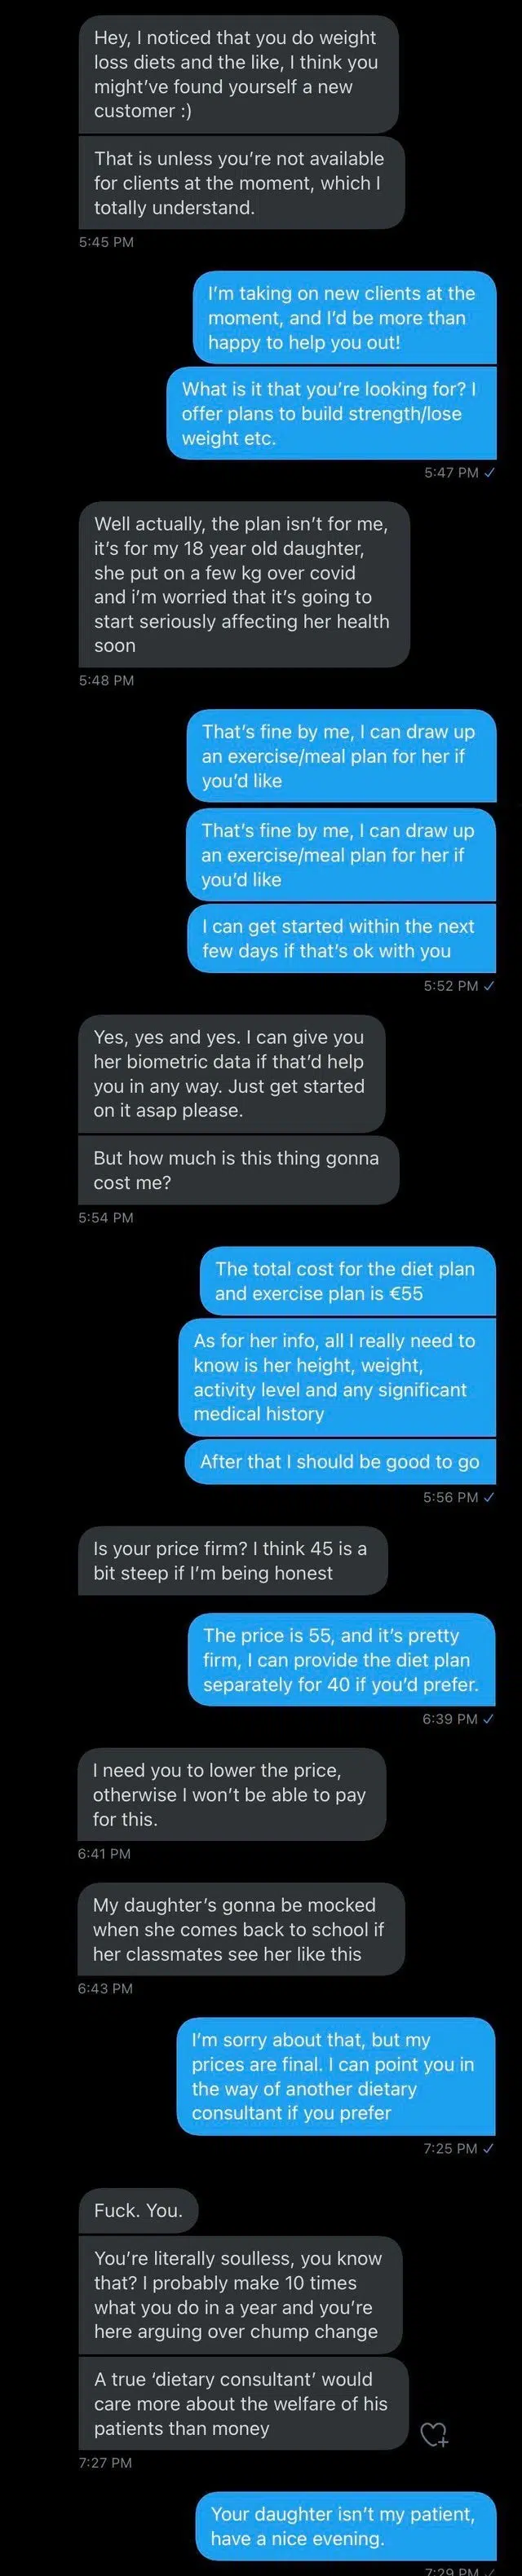 Hey, I noticed that you do weight
loss diets and the like, I think you
might’ve found yourself a new
customer :)
That is unless you’re not available
for clients at the moment, which I
totally understand.
5:45 PM
I’m taking on new clients at the
moment, and I’d be more than
happy to help you out!
What is it that you’re looking for? I
offer plans to build strength/lose
weight etc.
5:47 PM ✓
Well actually, the plan isn’t for me,
it’s for my 18 year old daughter,
she put on a few kg over covid
and i’m worried that it’s going to
start seriously affecting her health
soon
5:48 PM
That’s fine by me, I can draw up
an exercise/meal plan for her if
you’d like
That’s fine by me, I can draw up
an exercise/meal plan for her if
you’d like
I can get started within the next
few days if that’s ok with you
5:52 PM ✓
Yes, yes and yes. I can give you
her biometric data if that’d help
you in any way. Just get started
on it asap please.
But how much is this thing gonna
cost me?
5:54 PM
The total cost for the diet plan
and exercise plan is €55
As for her info, all I really need to
know is her height, weight,
activity level and any significant
medical history
After that I should be good to go
5:56 PM ✓
Is your price firm? I think 45 is a
bit steep if I’m being honest
The price is 55, and it’s pretty
firm, I can provide the diet plan
separately for 40 if you’d prefer.
6:39 PM ✓
I need you to lower the price,
otherwise I won’t be able to pay
for this.
6:41 PM
My daughter’s gonna be mocked
when she comes back to school if
her classmates see her like this
6:43 PM
I’m sorry about that, but my
prices are final. I can point you in
the way of another dietary
consultant if you prefer
7:25 PM ✓
Fuck. You.
You’re literally soulless, you know
that? I probably make 10 times
what you do in a year and you’re
here arguing over chump change
A true ‘dietary consultant’ would
care more about the welfare of his
patients than money
7:27 PM
Your daughter isn’t my patient,
have a nice evening.
7:29 PM ✓